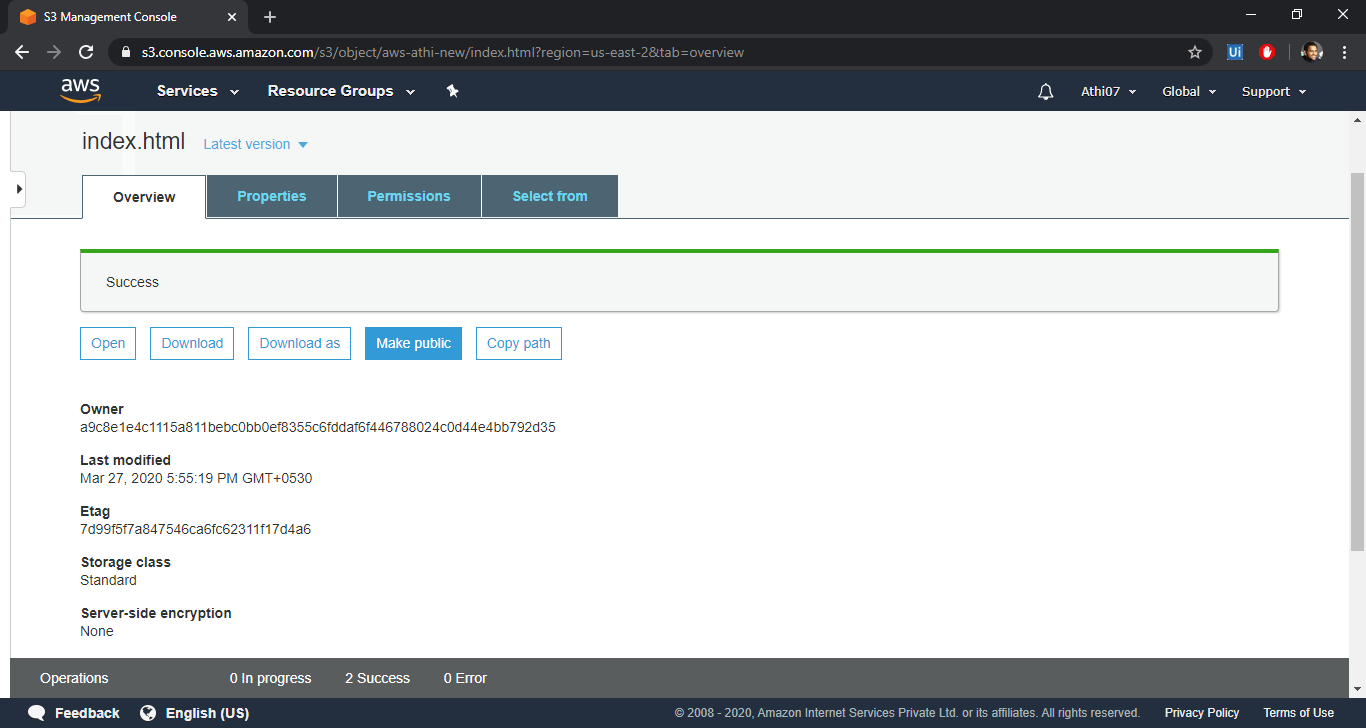 S3 Management Console
s3.console.aws.amazon.com/s3/object/aws-athi-new/index.html?region=us-east-2&tab=overview
Ui
aws Services Resource Groups Athi07 Global Support
index.html Latest version
Overview Properties Permissions Select from
Success
Open Download Download as Make public Copy path
Owner
a9c8e1e4c1115a811bebc0bb0ef8355c6fddaf6f446788024c0d44e4bb792d35
Last modified
Mar 27, 2020 5:55:19 PM GMT+0530
Etag
7d99f5f7a847546ca6fc62311f17d4a6
Storage class
Standard
Server-side encryption
None
Operations 0 In progress 2 Success 0 Error
Feedback English (US) © 2008 - 2020, Amazon Internet Services Private Ltd. or its affiliates. All rights reserved. Privacy Policy Terms of Use